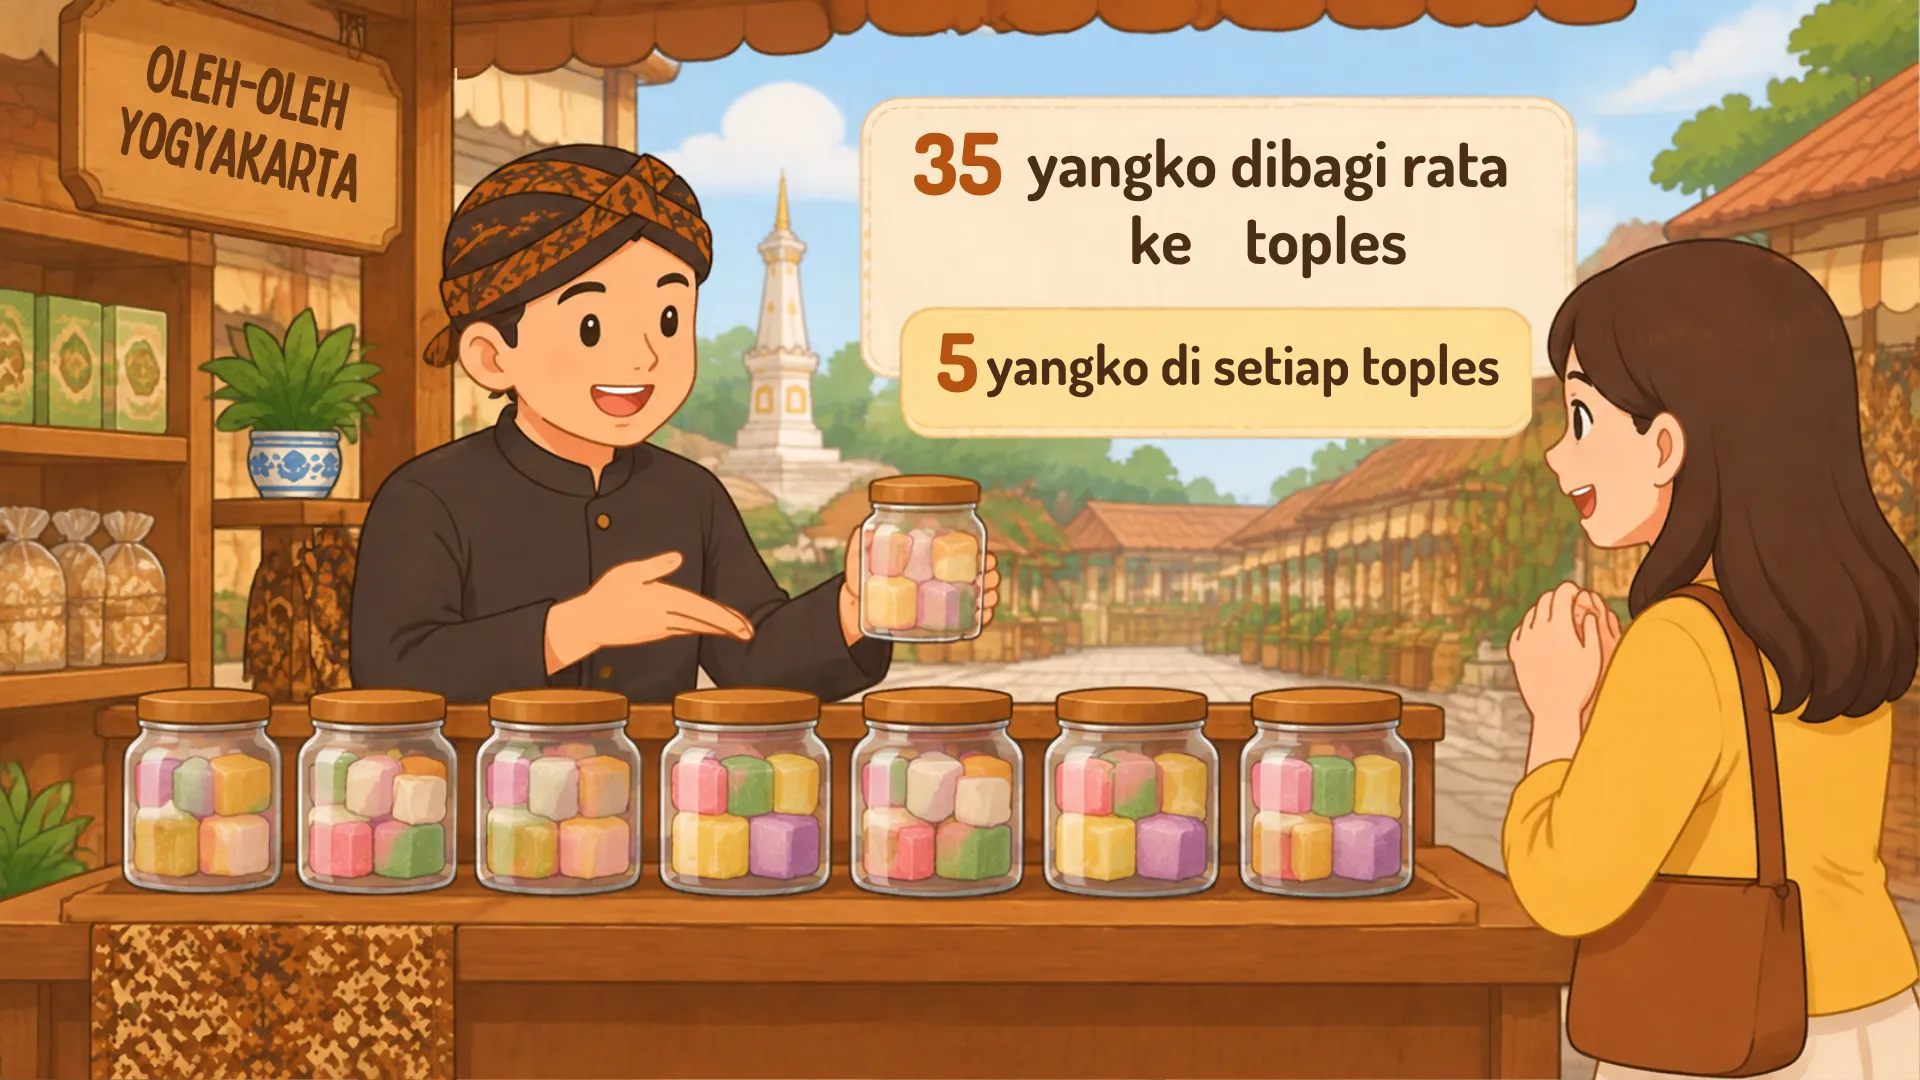 OLEH-OLEH
YOGYAKARTA
35 yangko dibagi rata
ke toples
5 yangko di setiap toples